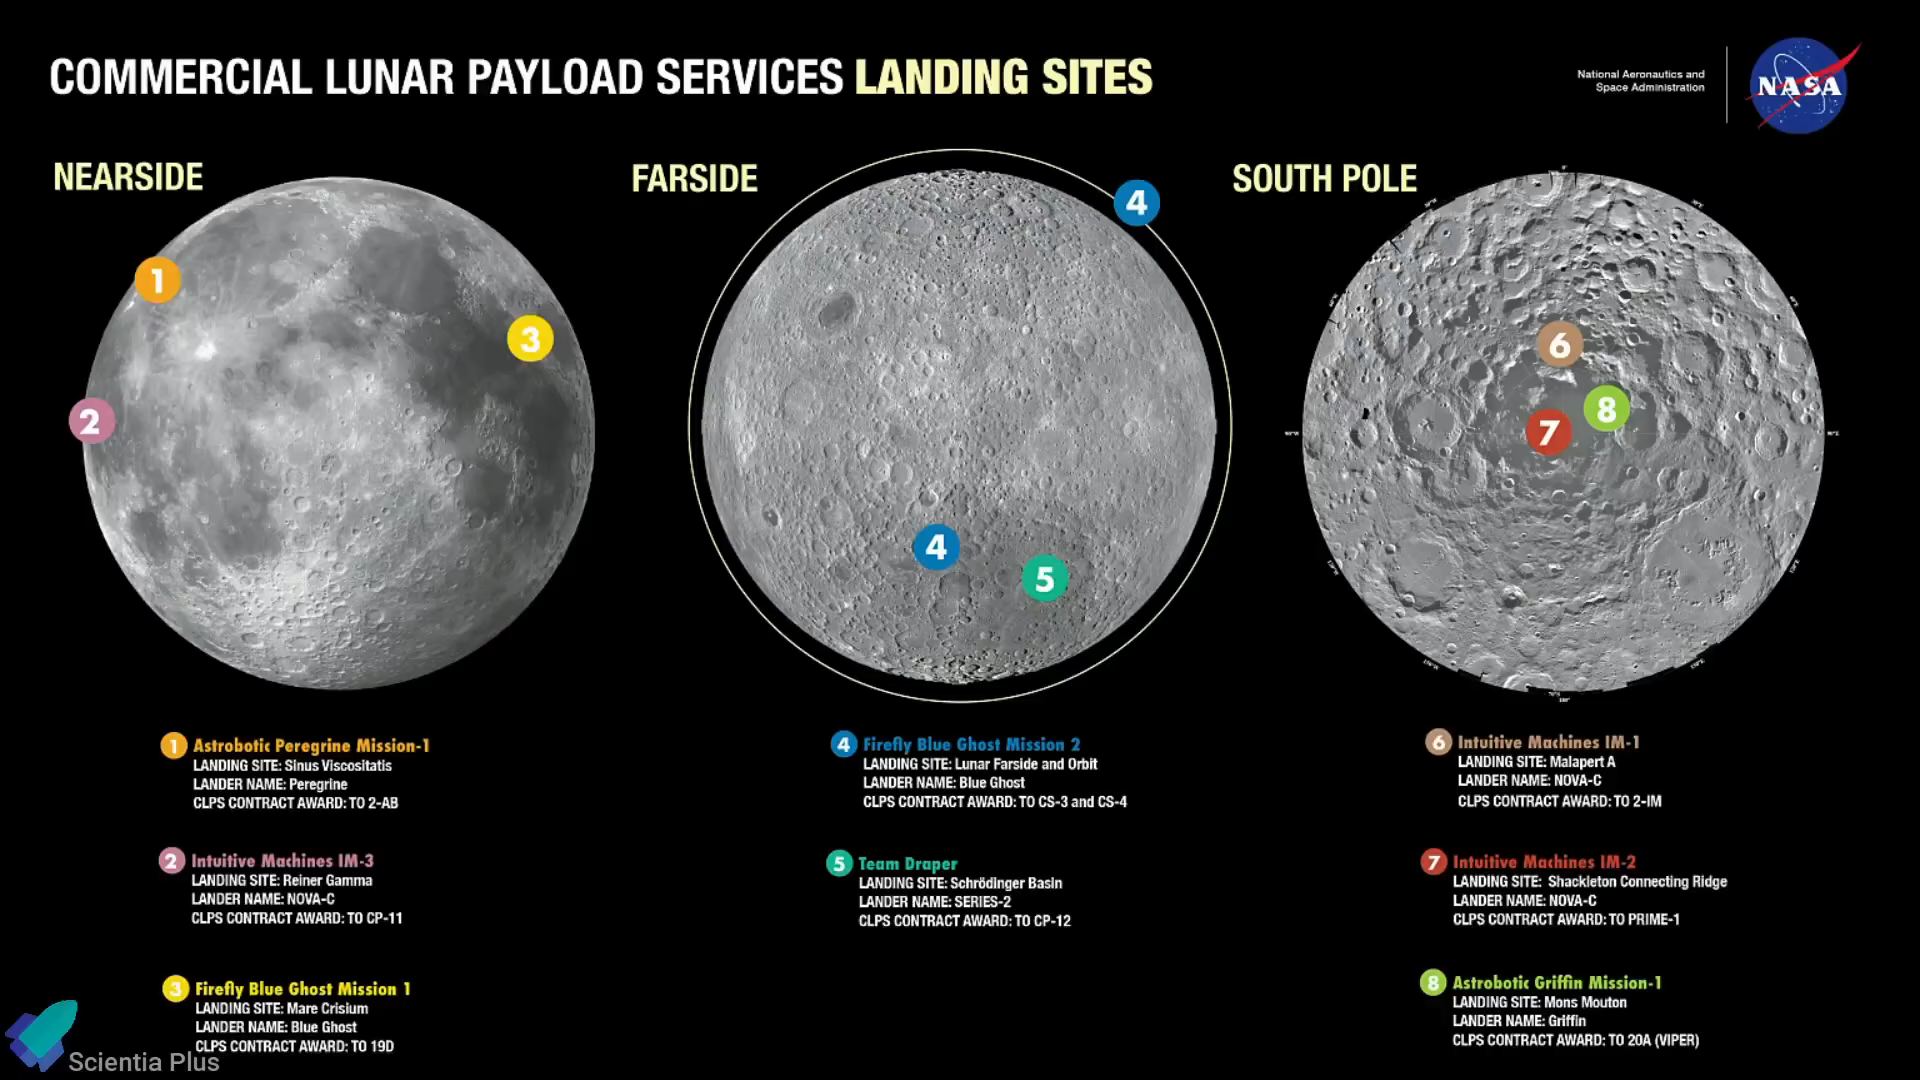 COMMERCIAL LUNAR PAYLOAD SERVICES LANDING SITES
National Aeronautics and
Space Administration
NASA
NEARSIDE
1
2
3
FARSIDE
4
4
5
SOUTH POLE
6
7
8
1 Astrobotic Peregrine Mission-1
LANDING SITE: Sinus Viscositatis
LANDER NAME: Peregrine
CLPS CONTRACT AWARD: TO 2-AB
2 Intuitive Machines IM-3
LANDING SITE: Reiner Gamma
LANDER NAME: NOVA-C
CLPS CONTRACT AWARD: TO CP-11
3 Firefly Blue Ghost Mission 1
LANDING SITE: Mare Crisium
LANDER NAME: Blue Ghost
CLPS CONTRACT AWARD: TO 19D
4 Firefly Blue Ghost Mission 2
LANDING SITE: Lunar Farside and Orbit
LANDER NAME: Blue Ghost
CLPS CONTRACT AWARD: TO CS-3 and CS-4
5 Team Draper
LANDING SITE: Schrödinger Basin
LANDER NAME: SERIES-2
CLPS CONTRACT AWARD: TO CP-12
6 Intuitive Machines IM-1
LANDING SITE: Malapert A
LANDER NAME: NOVA-C
CLPS CONTRACT AWARD: TO 2-IM
7 Intuitive Machines IM-2
LANDING SITE: Shackleton Connecting Ridge
LANDER NAME: NOVA-C
CLPS CONTRACT AWARD: TO PRIME-1
8 Astrobotic Griffin Mission-1
LANDING SITE: Mons Mouton
LANDER NAME: Griffin
CLPS CONTRACT AWARD: TO 20A (VIPER)
Scientia Plus